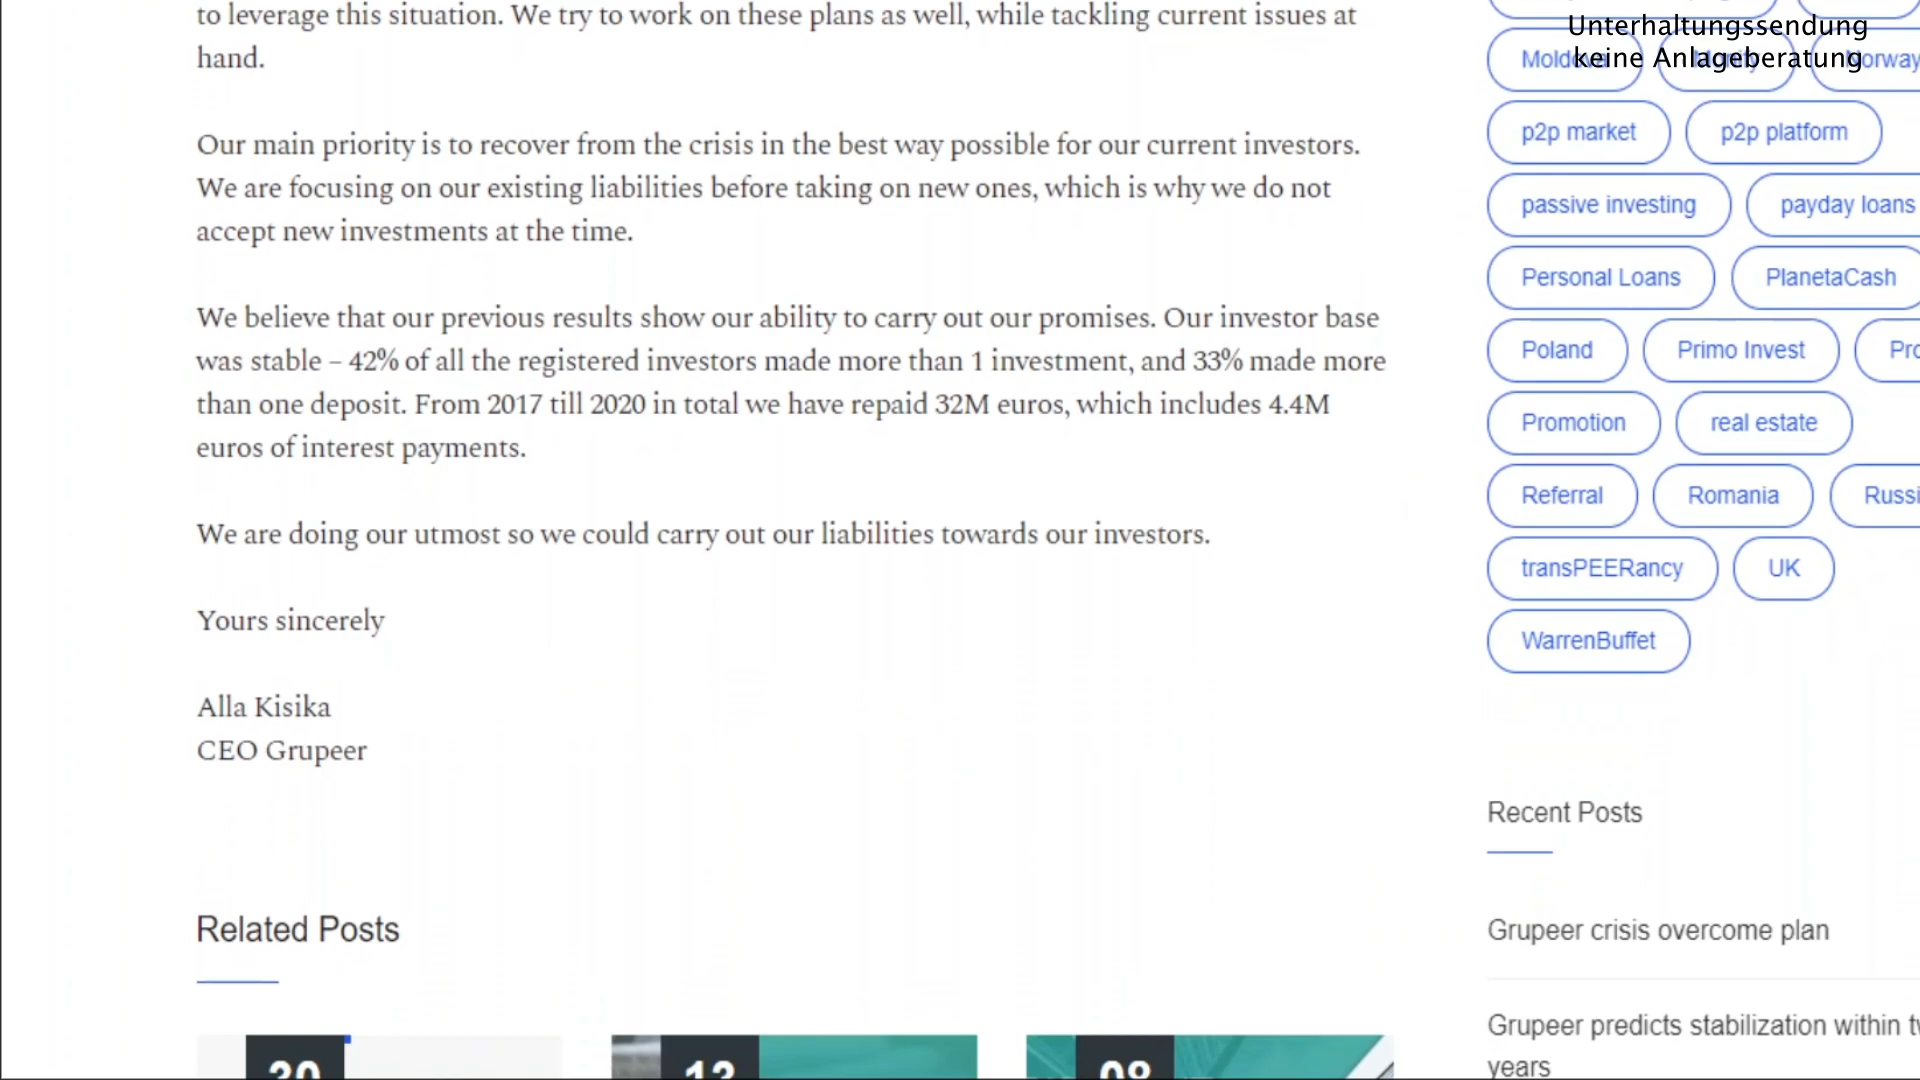 to leverage this situation. We try to work on these plans as well, while tackling current issues at
hand.
Our main priority is to recover from the crisis in the best way possible for our current investors.
We are focusing on our existing liabilities before taking on new ones, which is why we do not
accept new investments at the time.
We believe that our previous results show our ability to carry out our promises. Our investor base
was stable – 42% of all the registered investors made more than 1 investment, and 33% made more
than one deposit. From 2017 till 2020 in total we have repaid 32M euros, which includes 4.4M
euros of interest payments.
We are doing our utmost so we could carry out our liabilities towards our investors.
Yours sincerely
Alla Kisika
CEO Grupeer
Related Posts
30
13
08
Unterhaltungssendung
keine Anlageberatung
Moldova Norway
p2p market p2p platform
passive investing payday loans
Personal Loans PlanetaCash
Poland Primo Invest
Promotion real estate
Referral Romania
transPEERancy UK
WarrenBuffet
Recent Posts
Grupeer crisis overcome plan
Grupeer predicts stabilization within
years